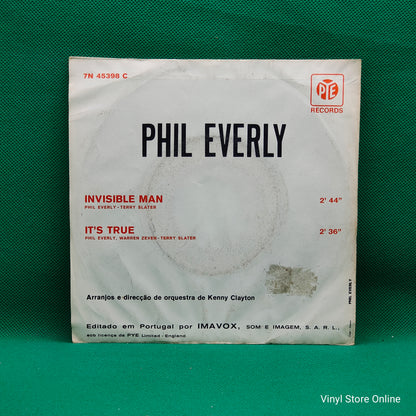 7N 45398 C
PYE
RECORDS
PHIL EVERLY
INVISIBLE MAN 2' 44"
PHIL EVERLY - TERRY SLATER
IT'S TRUE 2' 36"
PHIL EVERLY, WARREN ZEVEN - TERRY SLATER
Arranjos e direcção de orquestra de Kenny Clayton
PHIL EVERLY
Editado em Portugal por IMAVOX, SOM E IMAGEM, S. A. R. L.,
sob licença de PYE Limited - England
Vinyl Store Online